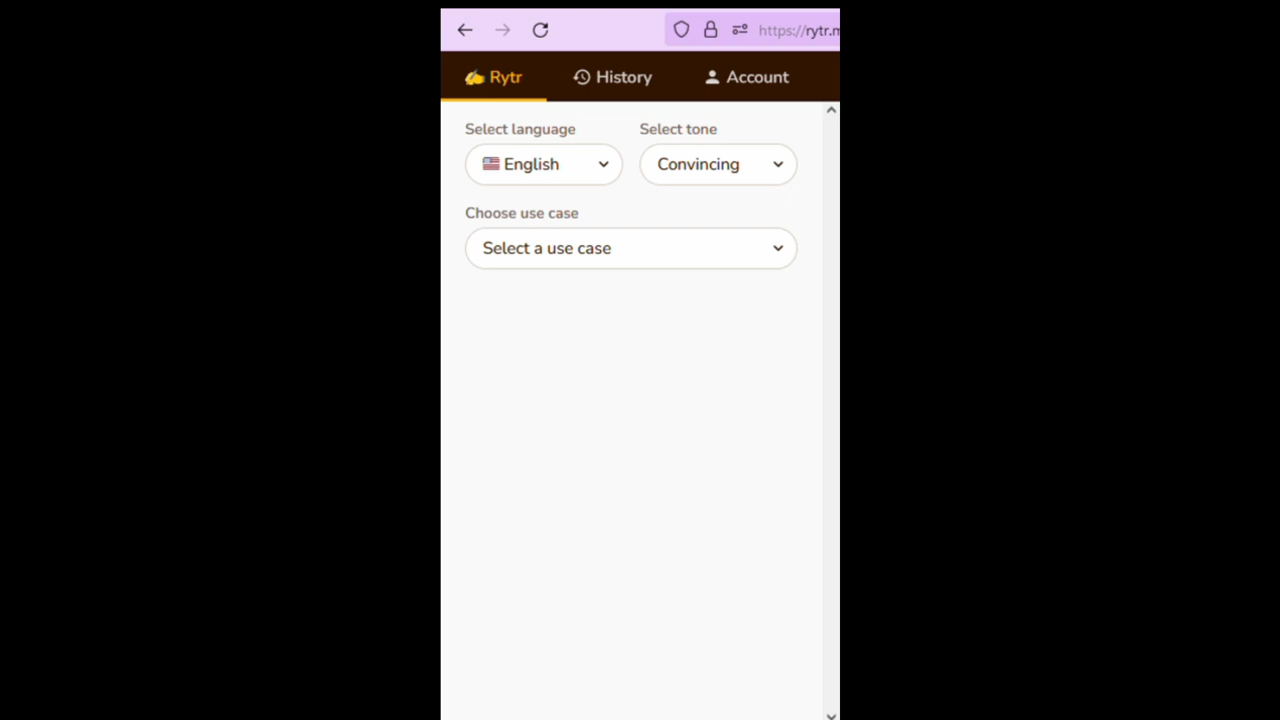 https://rytr.m
Rytr History Account
Select language Select tone
English Convincing
Choose use case
Select a use case